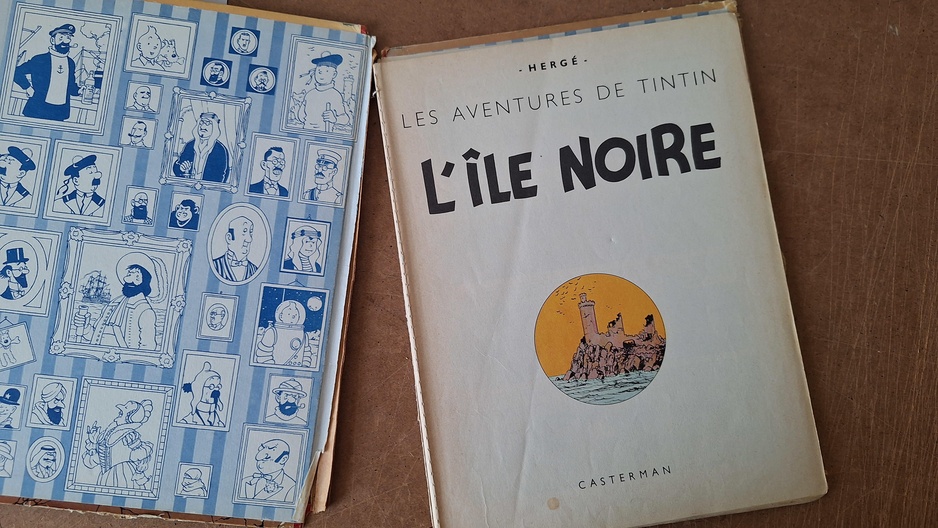 - HERGÉ -
LES AVENTURES DE TINTIN
L'ÎLE NOIRE
CASTERMAN